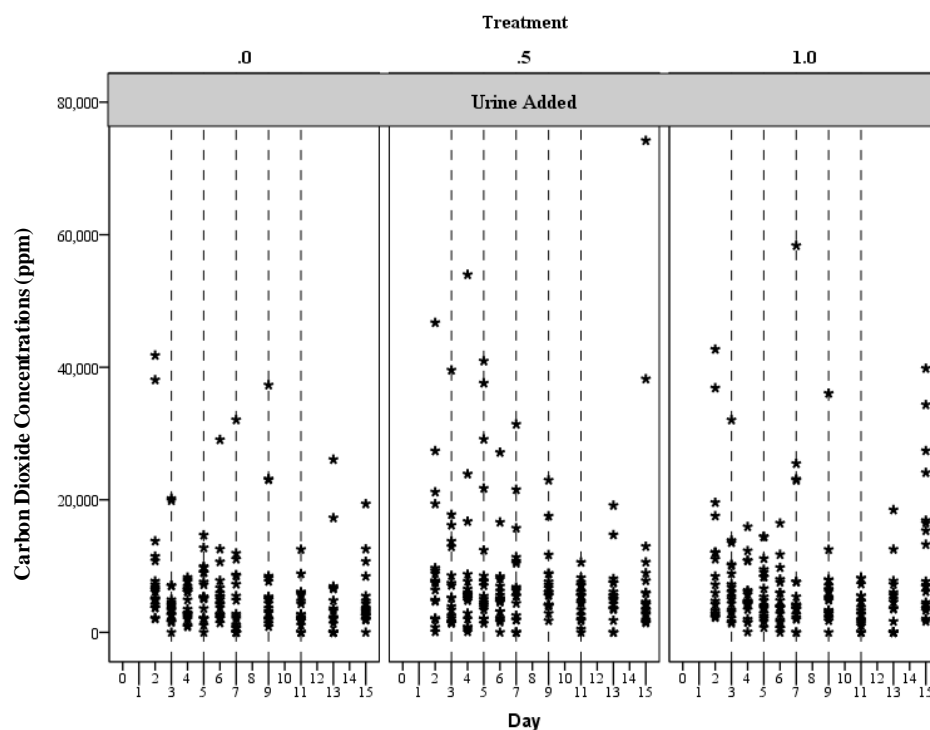 Treatment
.0 .5 1.0
Urine Added
80,000
60,000
40,000
20,000
0
Carbon Dioxide Concentrations (ppm)
0 2 4 6 8 10 12 14 0 2 4 6 8 10 12 14 0 2 4 6 8 10 12 14
1 3 5 7 9 11 13 15 1 3 5 7 9 11 13 15 1 3 5 7 9 11 13 15
Day